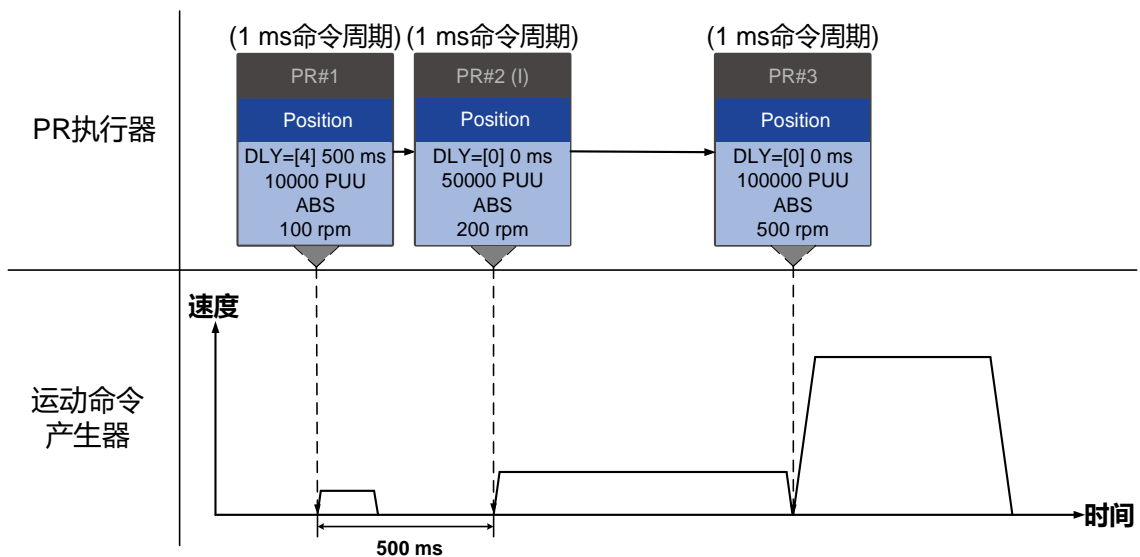 (1 ms命令周期) (1 ms命令周期) (1 ms命令周期)
PR#1
PR#2 (I)
PR#3
PR执行器
Position
Position
Position
DLY=[4] 500 ms
10000 PUU
ABS
100 rpm
DLY=[0] 0 ms
50000 PUU
ABS
200 rpm
DLY=[0] 0 ms
100000 PUU
ABS
500 rpm
速度
运动命令
产生器
时间
500 ms